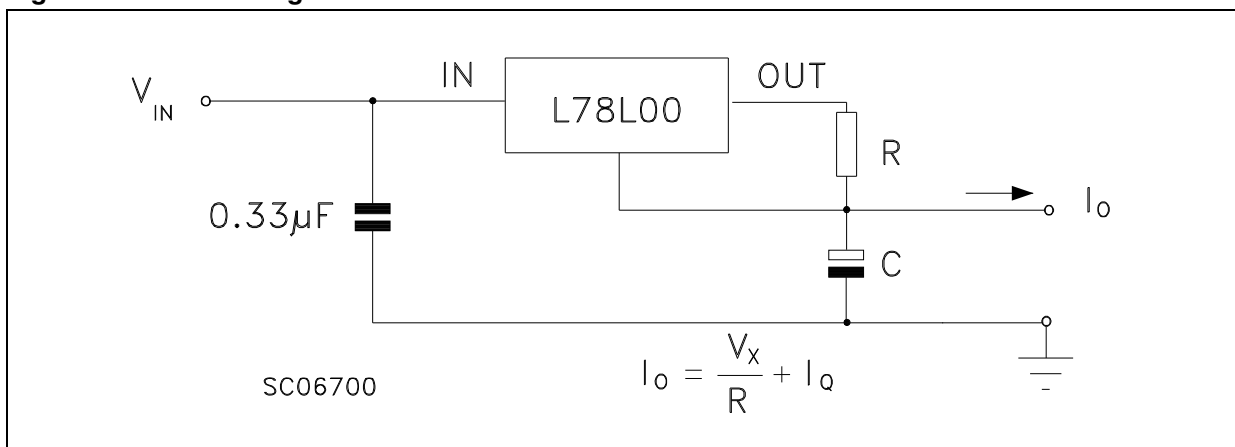 V_IN
IN
L78L00
OUT
R
0.33µF
I_O
C
I_O = V_X/R + I_Q
SC06700